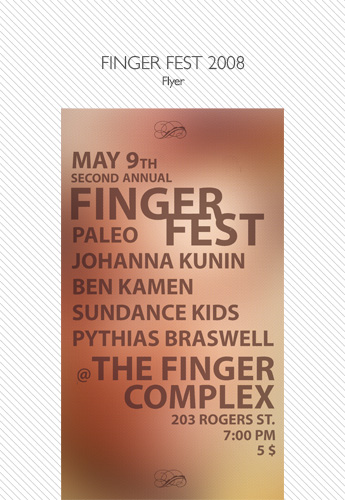 FINGER FEST 2008
Flyer
MAY 9TH
SECOND ANNUAL
FINGER
FEST
PALEO
JOHANNA KUNIN
BEN KAMEN
SUNDANCE KIDS
PYTHIAS BRASWELL
@THE FINGER
COMPLEX
203 ROGERS ST.
7:00 PM
5 $